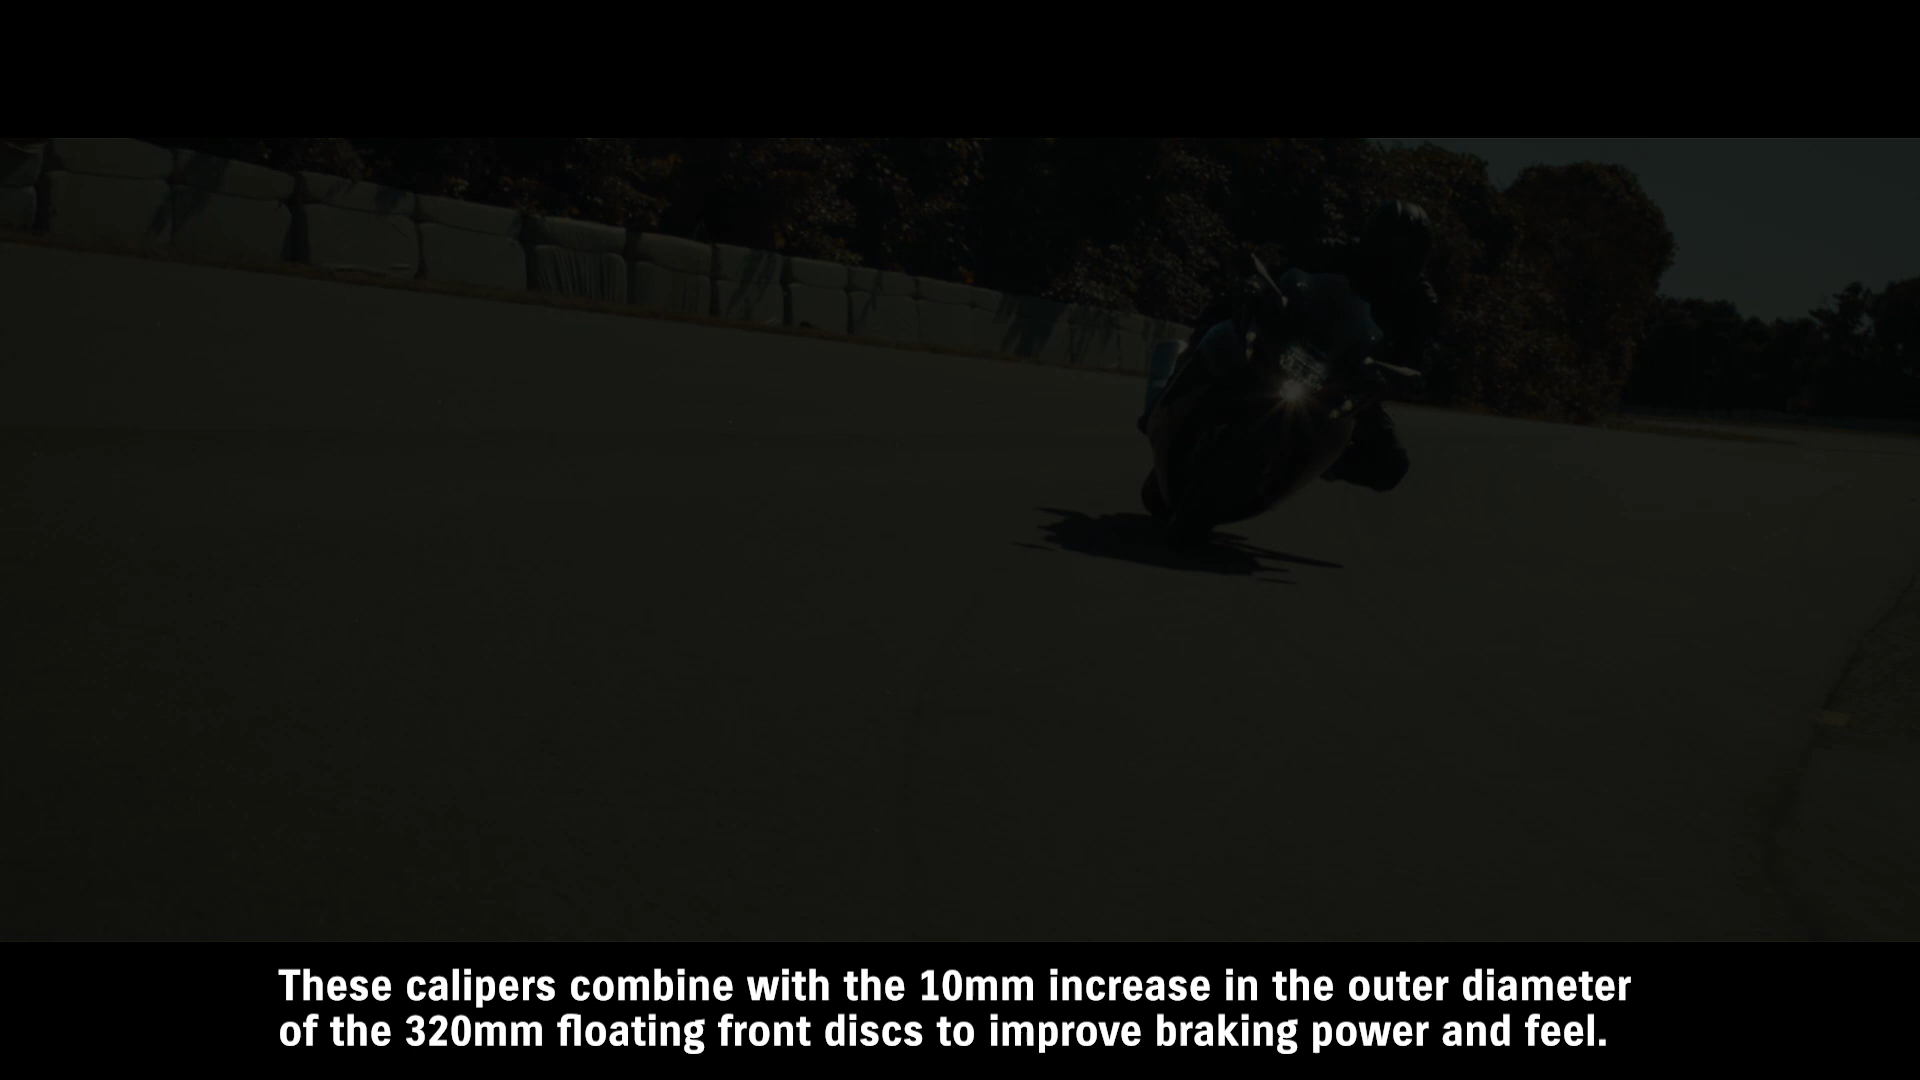 These calipers combine with the 10mm increase in the outer diameter
of the 320mm floating front discs to improve braking power and feel.